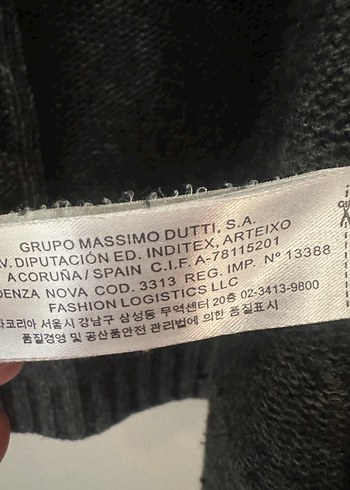 GRUPO MASSIMO DUTTI, S.A.
V. DIPUTACIÓN ED. INDITEX, ARTEIXO
A CORUÑA / SPAIN C.I.F. A-78115201
DENZA NOVA COD. 3313 REG. IMP. Nº 13388
FASHION LOGISTICS LLC
라코리아 서울시 강남구 삼성동 무역센터 20층 02-3413-9800
품질경영 및 공산품안전 관리법에 의한 품질표시